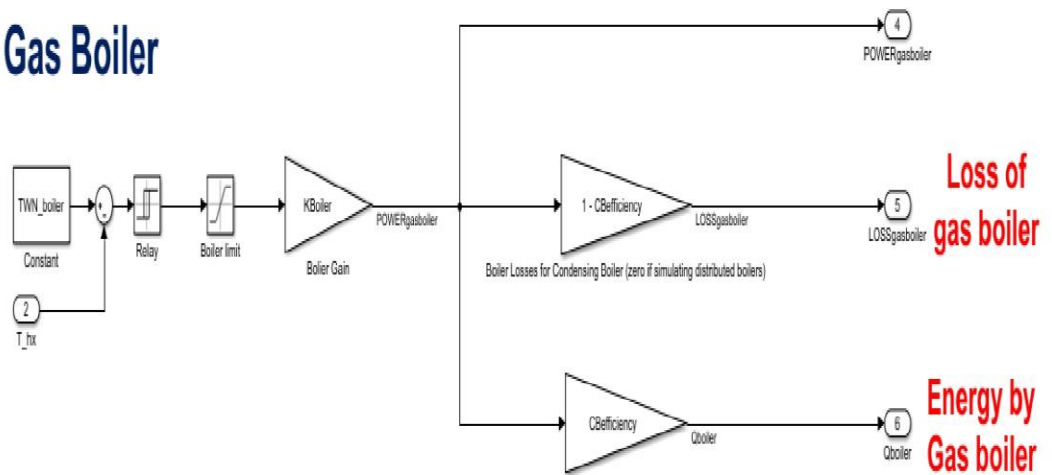 Gas Boiler
4
POWERgasboiler
TWN_boiler
Constant
+
-
Relay
Boiler limit
KBoiler
Bolier Gain
POWERgasboiler
1 - CBefficiency
LOSSgasboiler
Boiler Losses for Condensing Boiler (zero if simulating distributed boilers)
5
LOSSgasboiler
Loss of
gas boiler
2
T_hx
CBefficiency
Qboiler
6
Qboiler
Energy by
Gas boiler